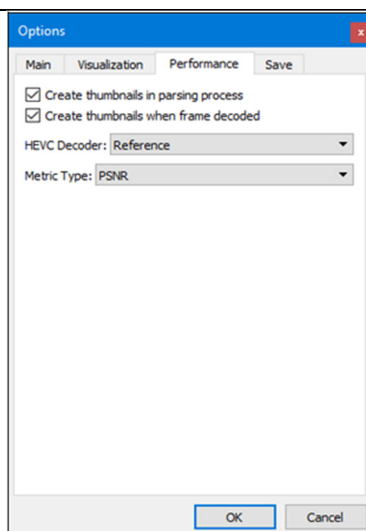 Options
x
Main Visualization Performance Save
Create thumbnails in parsing process
Create thumbnails when frame decoded
HEVC Decoder: Reference
Metric Type: PSNR
OK Cancel